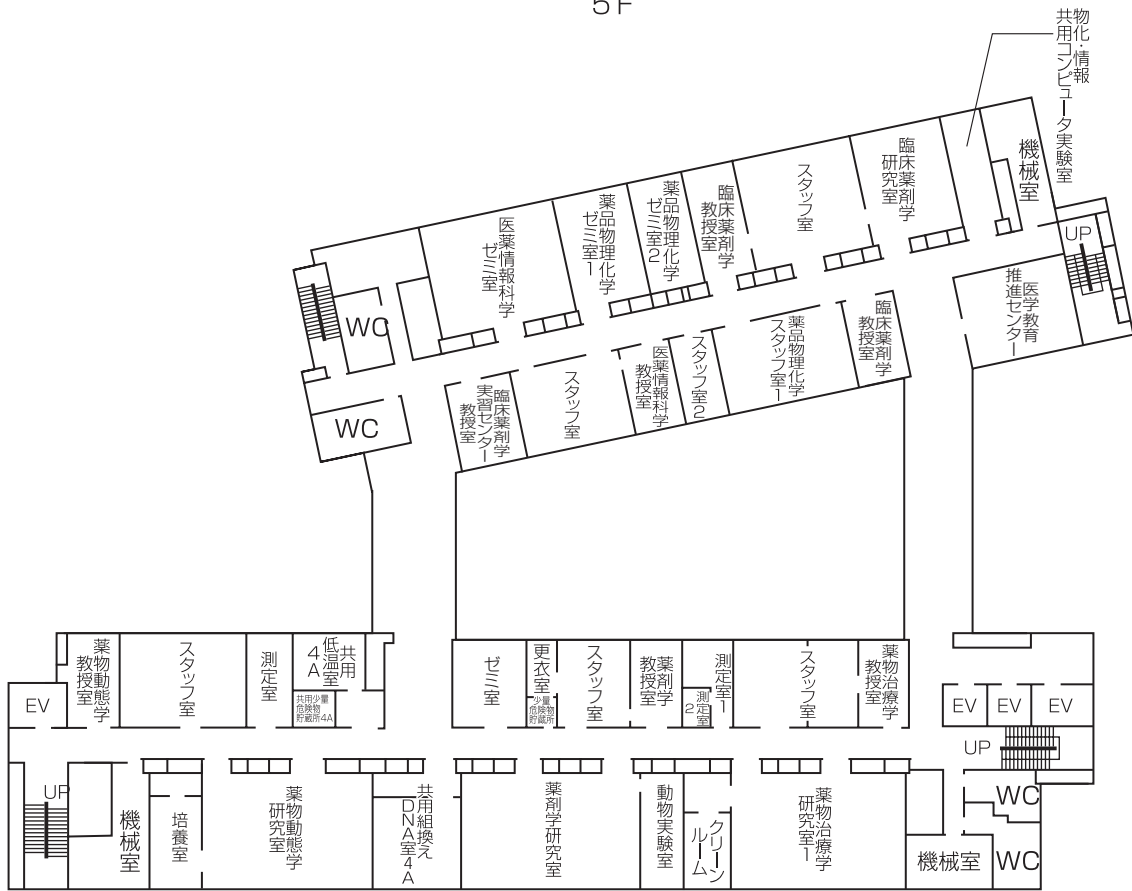 5F
物化・情報
共用コンピュータ実験室
機械室
臨床薬剤学
研究室
スタッフ室
臨床薬剤学
教授室
薬品物理化学
ゼミ室2
薬品物理化学
ゼミ室1
医薬情報科学
ゼミ室
UP
WC
医学教育
推進センター
臨床薬剤学
教授室
薬品物理化学
スタッフ室1
スタッフ室2
医薬情報科学
教授室
スタッフ室
臨床薬剤学
実習センター
教授室
WC
薬物動態学
教授室
スタッフ室
測定室
共用
低温室
4A
共用少量
危険物
貯蔵所4A
ゼミ室
更衣室
少量
危険物
貯蔵所
スタッフ室
薬剤学
教授室
測定室1
測定室
2
スタッフ室
薬物治療学
教授室
EV
EV
EV
EV
UP
UP
機械室
培養室
薬物動態学
研究室
共用組換え
DNA室4A
薬剤学研究室
動物実験室
クリーン
ルーム
薬物治療学
研究室1
機械室
WC
WC